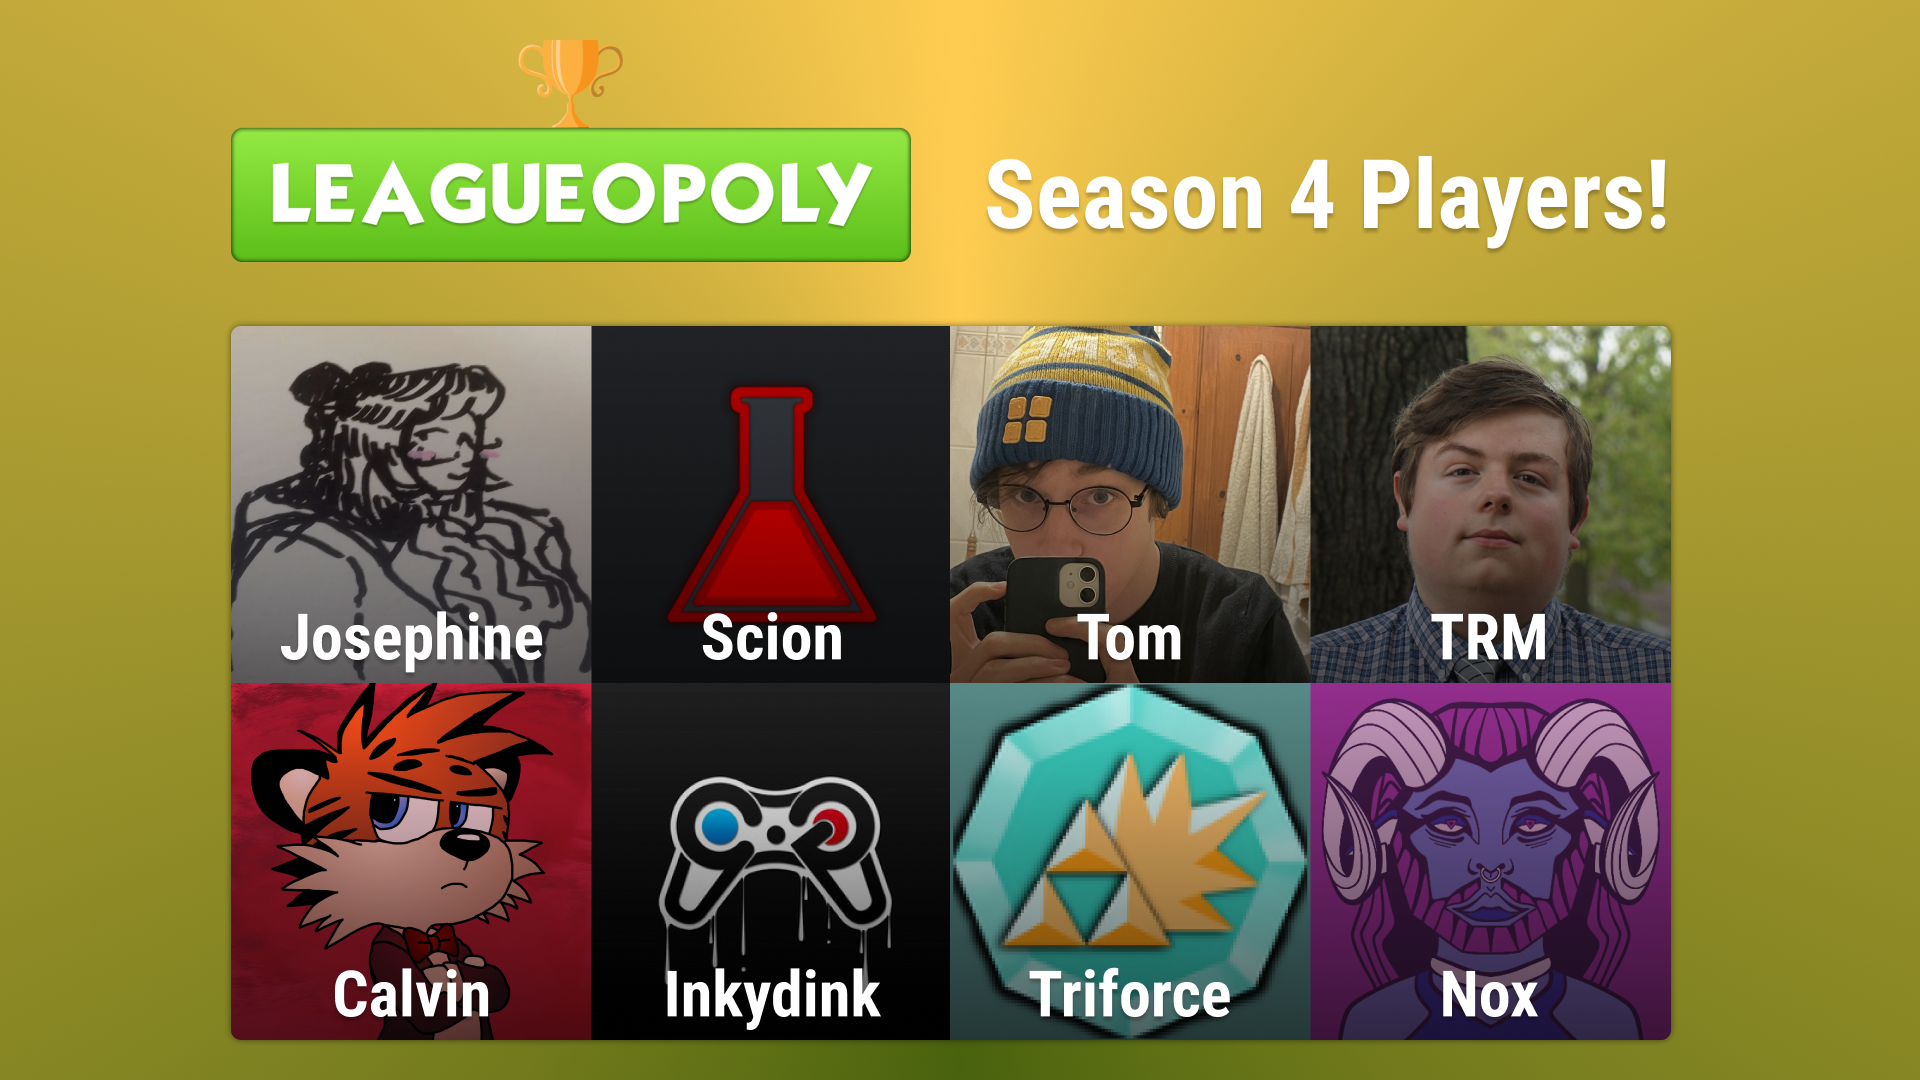 LEAGUEOPOLY
Season 4 Players!
Josephine
Scion
Tom
TRM
Calvin
Inkydink
Triforce
Nox